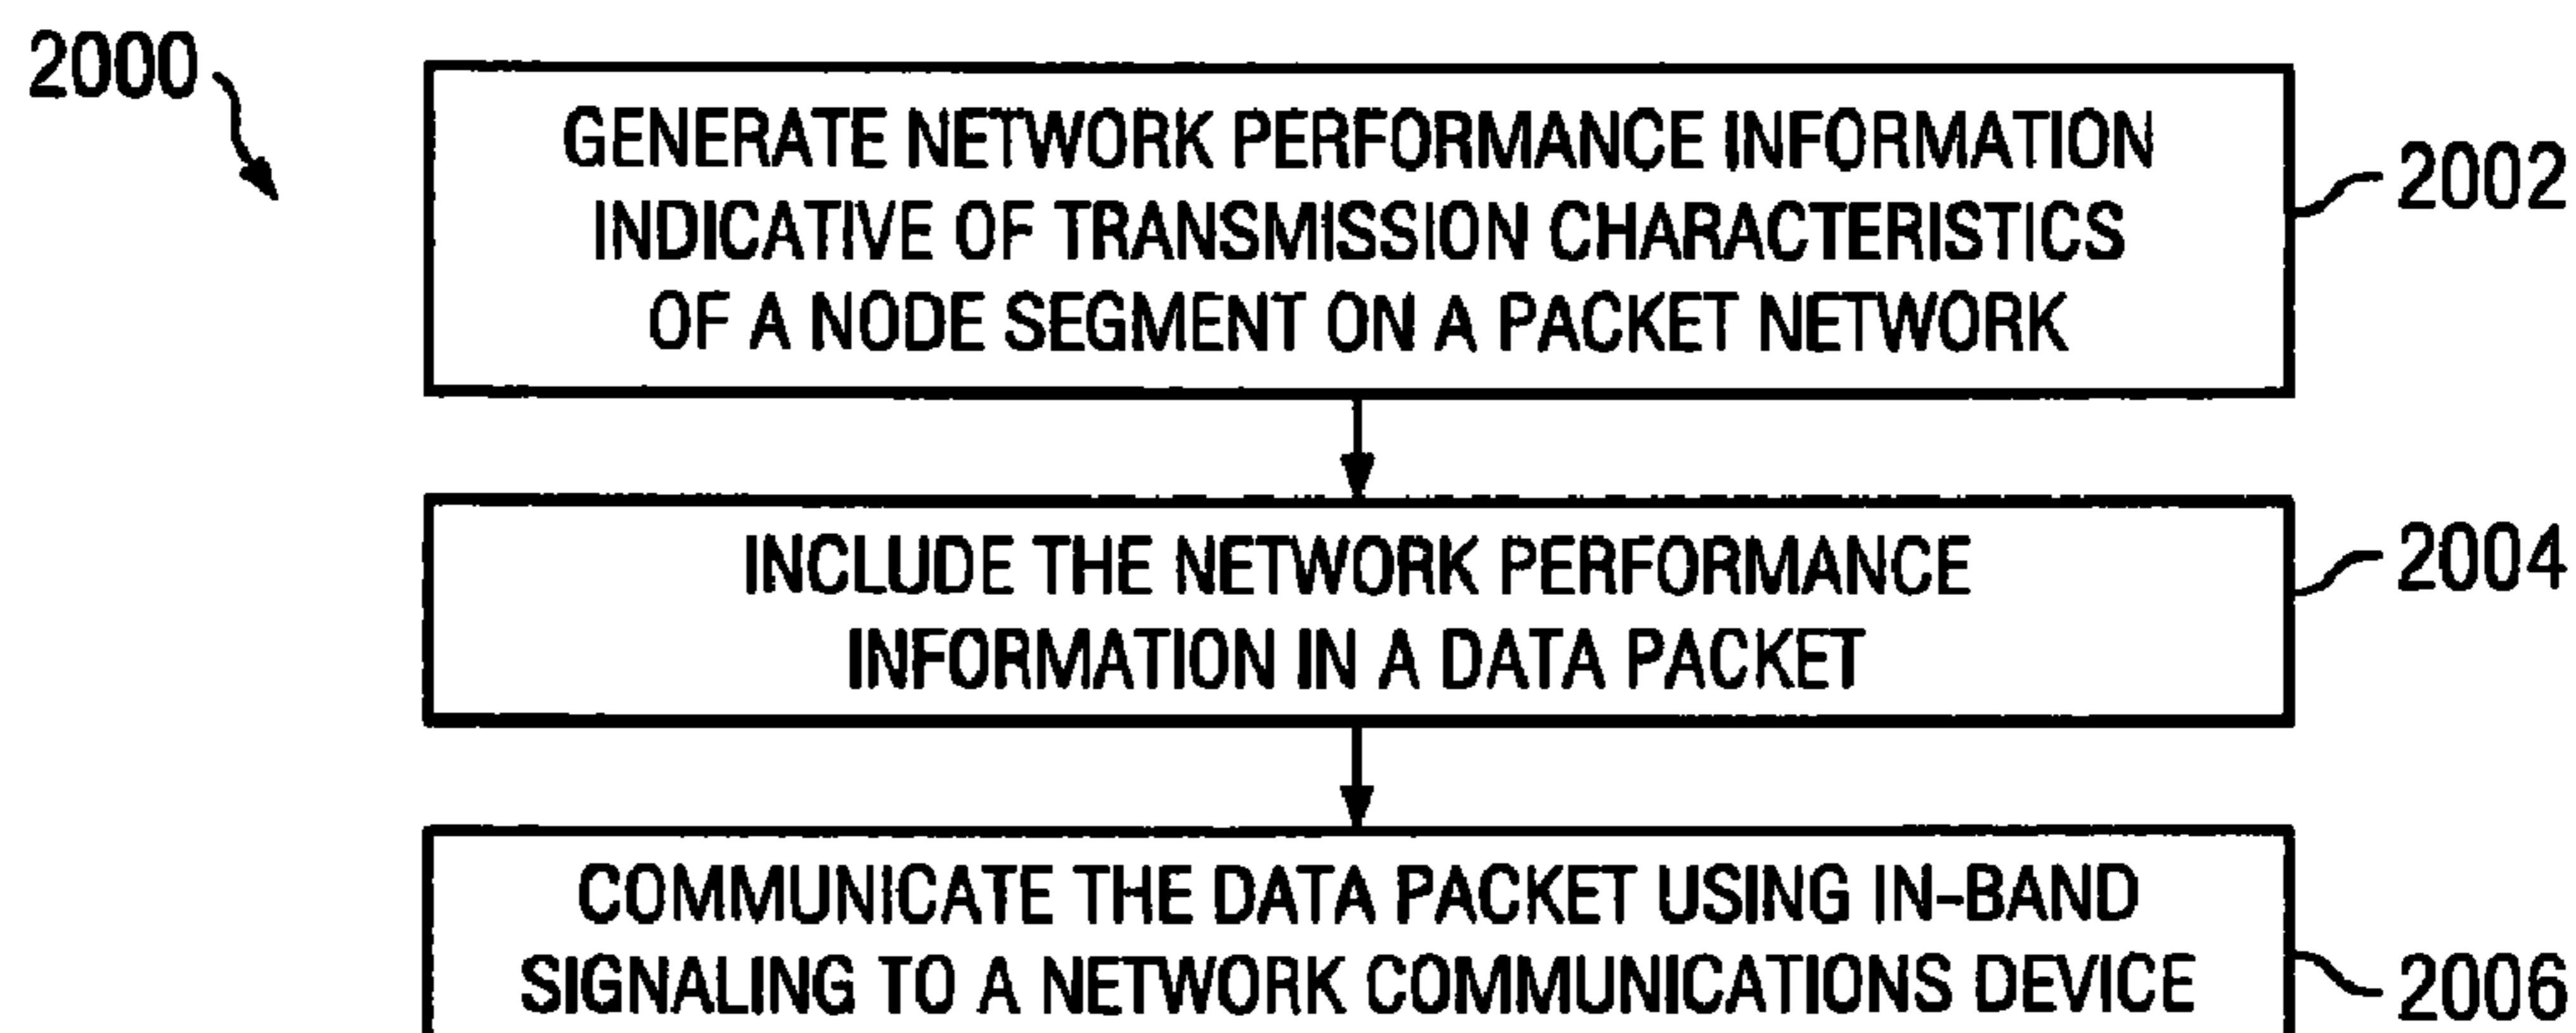 2000
GENERATE NETWORK PERFORMANCE INFORMATION
INDICATIVE OF TRANSMISSION CHARACTERISTICS
OF A NODE SEGMENT ON A PACKET NETWORK
2002
INCLUDE THE NETWORK PERFORMANCE
INFORMATION IN A DATA PACKET
2004
COMMUNICATE THE DATA PACKET USING IN-BAND
SIGNALING TO A NETWORK COMMUNICATIONS DEVICE
2006